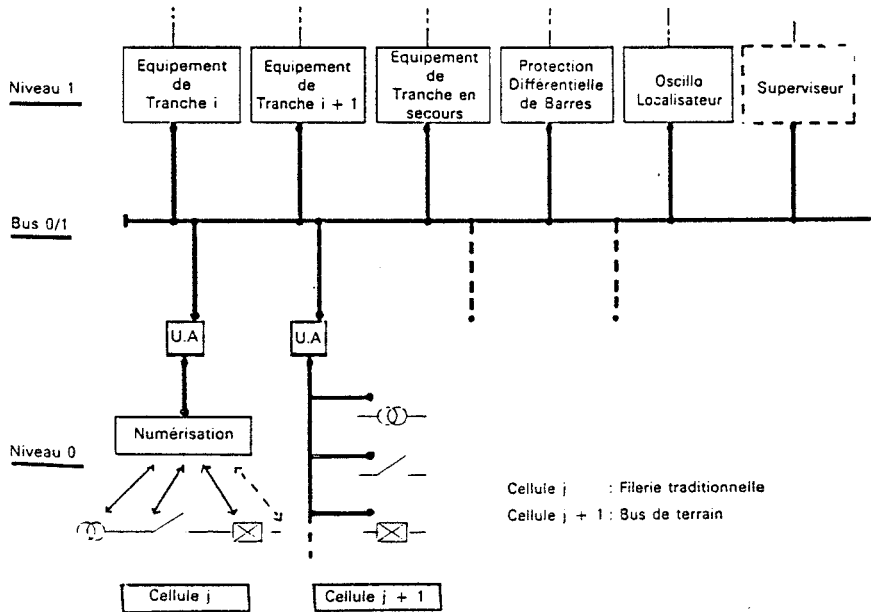 Niveau 1
Equipement
de
Tranche i
Equipement
de
Tranche i + 1
Equipement
de
Tranche en
secours
Protection
Différentielle
de Barres
Oscillo
Localisateur
Superviseur
Bus 0/1
U.A
U.A
Numérisation
Niveau 0
Cellule j : Filerie traditionnelle
Cellule j + 1 : Bus de terrain
Cellule j
Cellule j + 1